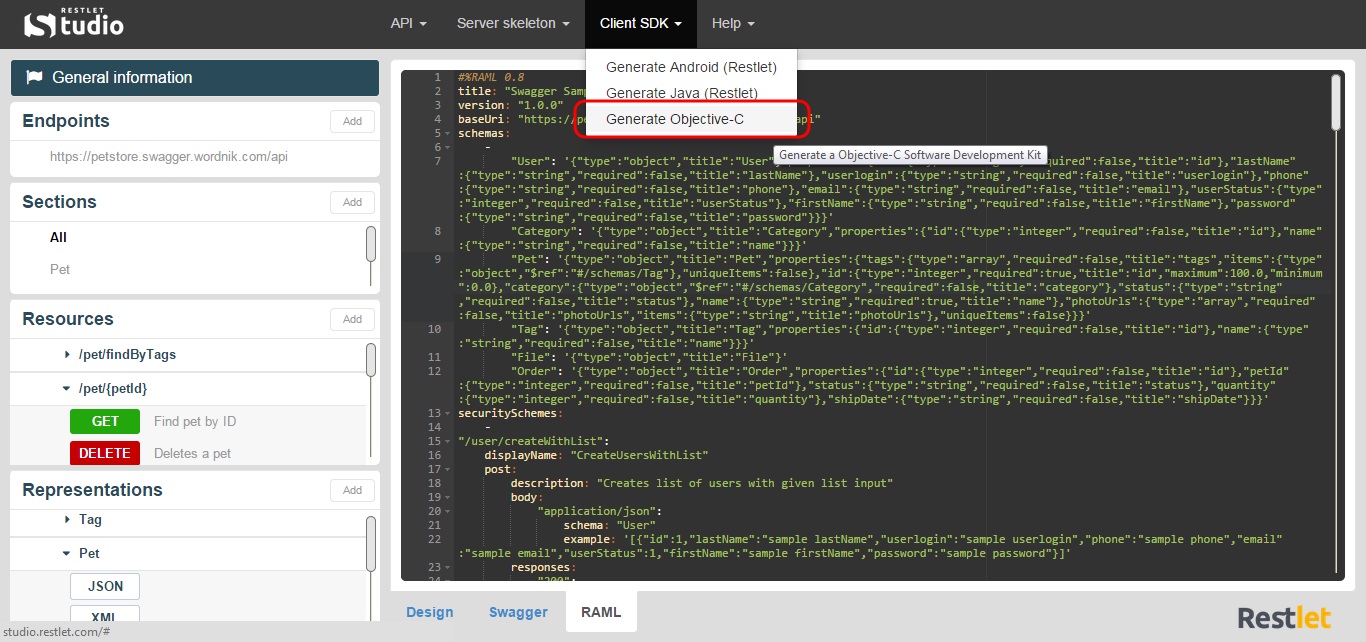 RESTLET
Studio
API
Server skeleton
Client SDK
Help
Generate Android (Restlet)
Generate Java (Restlet)
Generate Objective-C
Generate a Objective-C Software Development Kit
General information
Endpoints
Add
https://petstore.swagger.wordnik.com/api
Sections
Add
All
Pet
Resources
Add
/pet/findByTags
/pet/{petId}
GET Find pet by ID
DELETE Deletes a pet
Representations
Add
Tag
Pet
JSON
XML
studio.restlet.com/#
1 #%RAML 0.8
2 title: "Swagger Sam
3 version: "1.0.0"
4 baseUri: "https://pe api"
5 schemas:
6 -
7 "User": '{"type":"object","title":"User" required":false,"title":"id"},"lastName"
:{"type":"string","required":false,"title":"lastName"},"userlogin":{"type":"string","required":false,"title":"userlogin"},"phone"
:{"type":"string","required":false,"title":"phone"},"email":{"type":"string","required":false,"title":"email"},"userStatus":{"type"
:"integer","required":false,"title":"userStatus"},"firstName":{"type":"string","required":false,"title":"firstName"},"password"
:{"type":"string","required":false,"title":"password"}}}'
8 "Category": '{"type":"object","title":"Category","properties":{"id":{"type":"integer","required":false,"title":"id"},"name"
:{"type":"string","required":false,"title":"name"}}}'
9 "Pet": '{"type":"object","title":"Pet","properties":{"tags":{"type":"array","required":false,"title":"tags","items":{"type"
:"object","$ref":"#/schemas/Tag"},"uniqueItems":false},"id":{"type":"integer","required":true,"title":"id","maximum":100.0,"minimum"
:0.0},"category":{"type":"object","$ref":"#/schemas/Category","required":false,"title":"category"},"status":{"type":"string"
,"required":false,"title":"status"},"name":{"type":"string","required":true,"title":"name"},"photoUrls":{"type":"array","required"
:false,"title":"photoUrls","items":{"type":"string","title":"photoUrls"},"uniqueItems":false}}}'
10 "Tag": '{"type":"object","title":"Tag","properties":{"id":{"type":"integer","required":false,"title":"id"},"name":{"type"
:"string","required":false,"title":"name"}}}'
11 "File": '{"type":"object","title":"File"}'
12 "Order": '{"type":"object","title":"Order","properties":{"id":{"type":"integer","required":false,"title":"id"},"petId"
:{"type":"integer","required":false,"title":"petId"},"status":{"type":"string","required":false,"title":"status"},"quantity"
:{"type":"integer","required":false,"title":"quantity"},"shipDate":{"type":"string","required":false,"title":"shipDate"}}}'
13 securitySchemes:
14 -
15 "/user/createWithList":
16 displayName: "CreateUsersWithList"
17 post:
18 description: "Creates list of users with given list input"
19 body:
20 "application/json":
21 schema: "User"
22 example: '[{"id":1,"lastName":"sample lastName","userlogin":"sample userlogin","phone":"sample phone","email"
:"sample email","userStatus":1,"firstName":"sample firstName","password":"sample password"}]'
23 responses:
24 "200":
Design
Swagger
RAML
Restlet